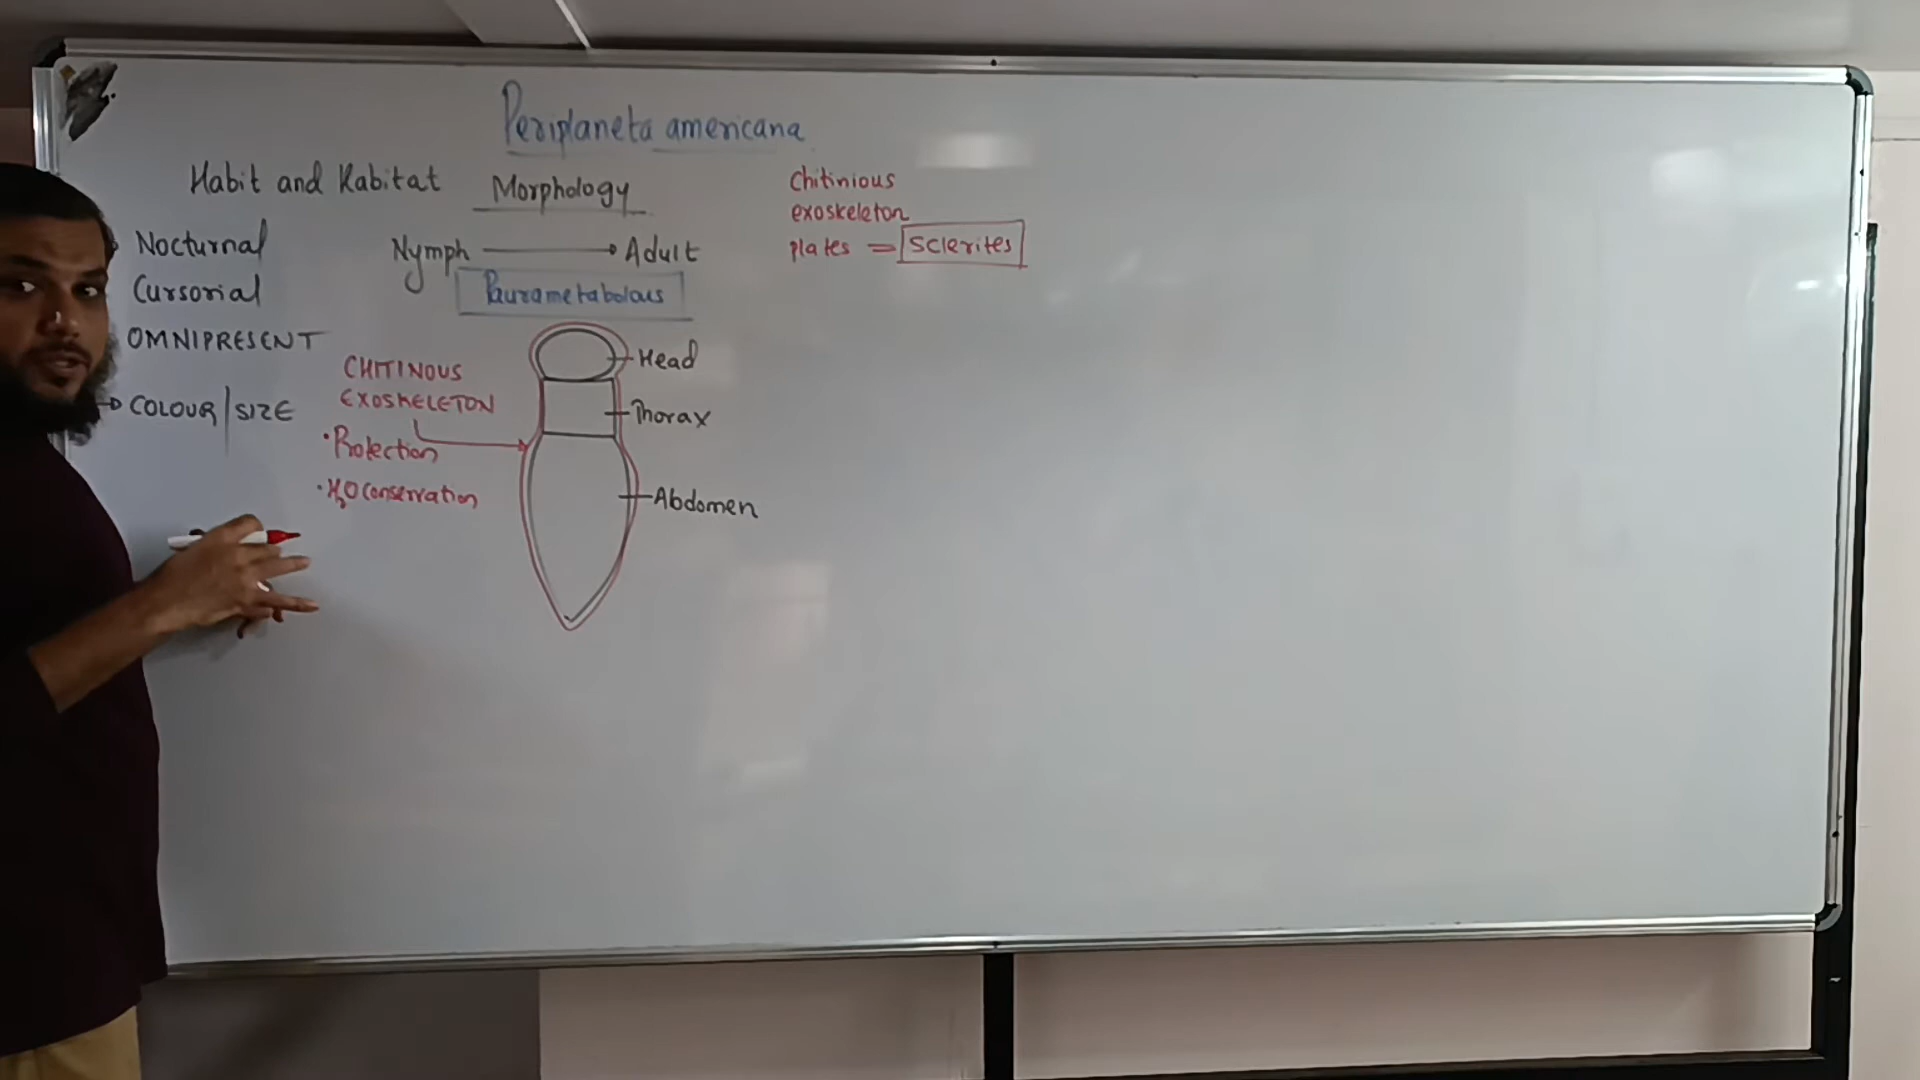 Periplaneta americana
Habit and Habitat
Nocturnal
Cursorial
OMNIPRESENT
COLOUR/SIZE
Morphology
Nymph → Adult
Paurametabolous
CHITINOUS
EXOSKELETON
• Protection
• H₂O Conservation
Head
Thorax
Abdomen
Chitinious
exoskeleton
plates = Sclerites